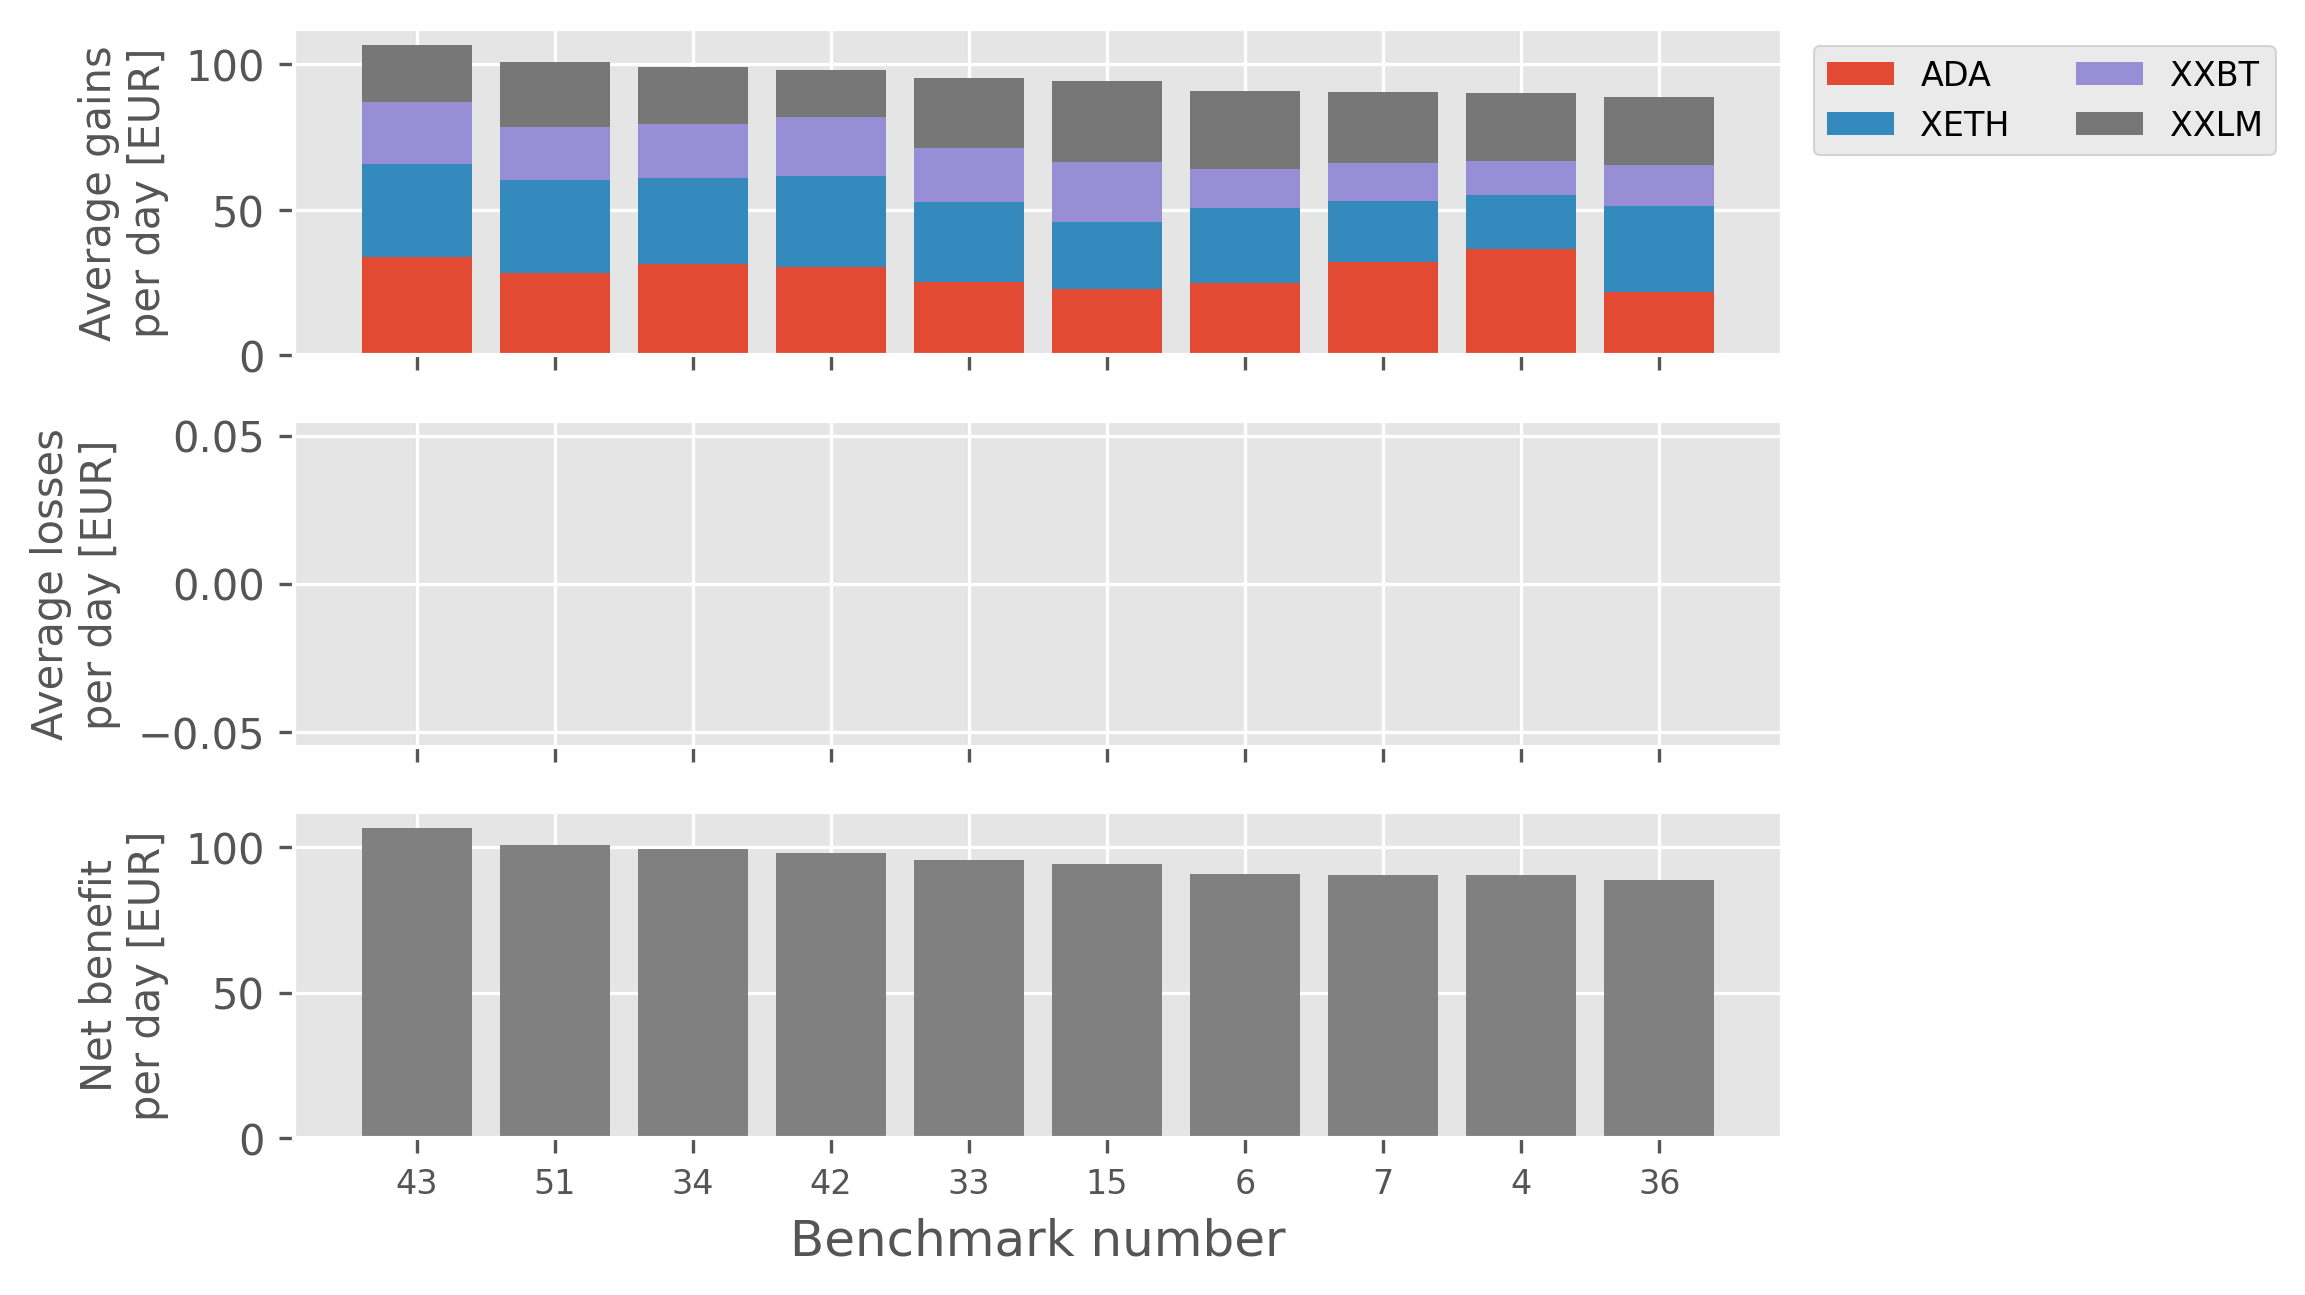 Average gains
per day [EUR]
100
50
0
ADA
XXBT
XETH
XXLM
Average losses
per day [EUR]
0.05
0.00
−0.05
Net benefit
per day [EUR]
100
50
0
43 51 34 42 33 15 6 7 4 36
Benchmark number